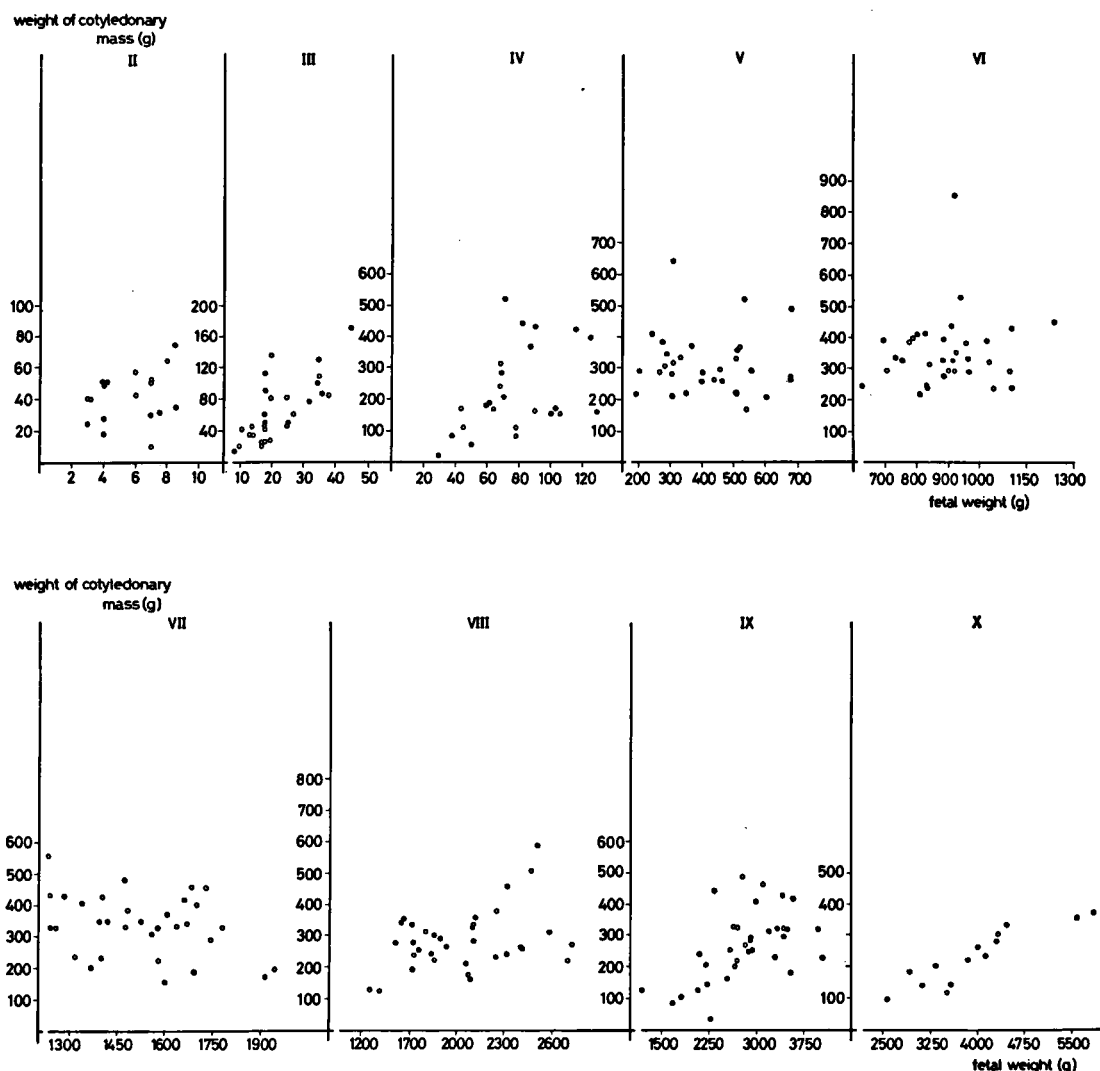 weight of cotyledonary
mass (g)
II III IV V VI
900
800
700
600 700
600
500 600 500
400 500 400
100 200 300 400 300
80 160 200 300 200
60 120 100 200 100
40 80 100
20 40
2 4 6 8 10 10 20 30 40 50 20 40 60 80 100 120 200 300 400 500 600 700 700 800 900 1000 1150 1300
fetal weight (g)
weight of cotyledonary
mass (g)
VII VIII IX X
800
700
600 600 600
500 500 500 500
400 400 400 400
300 300 300
200 200 200
100 100 100 100
1300 1450 1600 1750 1900 1200 1600 2000 2600 1500 2250 3000 3750 2500 3250 4000 4750 5500
fetal weight (g)